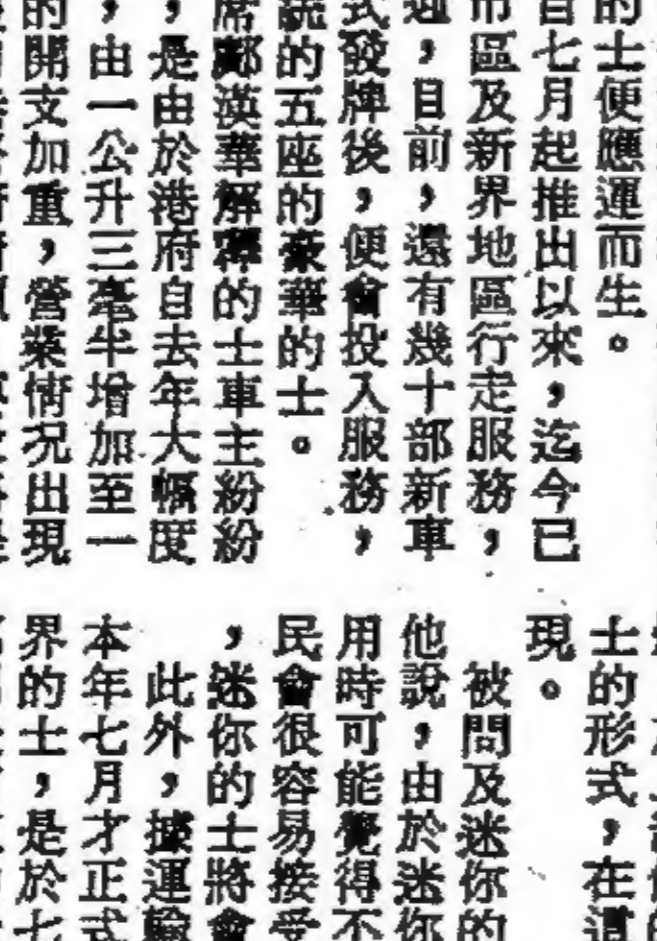 的士便應運而生。
自七月起推出以來，迄今已
市區及新界地區行走服務，
，目前，還有幾十部新車
式發牌後，便會投入服務，
統的五座的豪華的士。
席鄺漢華解釋的士車主紛紛
，是由於港府自去年大幅度
，由一公升三毫半增加至一
的開支加重，營業情况出現
士的形式，在這
現。
被問及迷你的
他說，由於迷你
用時可能覺得不
民會很容易接受
，迷你的士將會
此外，據運輸
本年七月才正式
界的士，是於七